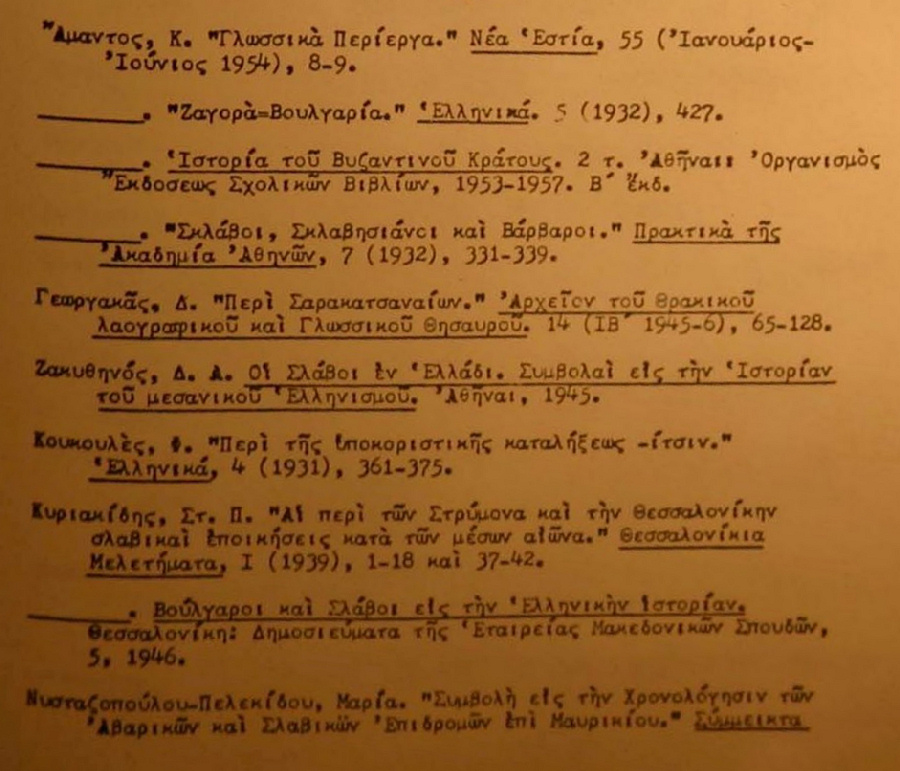 Ἄμαντος, Κ. "Γλωσσικὰ Περίεργα." Νέα Ἑστία, 55 (Ἰανουάριος-
Ἰούνιος 1954), 8-9.
________. "Ζαγορὰ=Βουλγαρία." Ἑλληνικά. 5 (1932), 427.
________. Ἱστορία τοῦ Βυζαντινοῦ Κράτους. 2 τ. Ἀθῆναι: Ὀργανισμὸς
Ἐκδοσεως Σχολικῶν Βιβλίων, 1953-1957. Β΄ ἔκδ.
________. "Σκλάβοι, Σκλαβησιάνοι καὶ Βάρβαροι." Πρακτικὰ τῆς
Ἀκαδημία Ἀθηνῶν, 7 (1932), 331-339.
Γεωργακᾶς, Δ. "Περὶ Σαρακατσαναίων." Ἀρχεῖον τοῦ Θρακικοῦ
λαογραφικοῦ καὶ Γλωσσικοῦ Θησαυροῦ. 14 (ΙΒ΄ 1945-6), 65-128.
Ζακυθηνός, Δ. Α. Οἱ Σλάβοι ἐν Ἑλλάδι. Συμβολαὶ εἰς τὴν Ἱστορίαν
τοῦ μεσανικοῦ Ἑλληνισμοῦ. Ἀθῆναι, 1945.
Κουκουλὲς, Φ. "Περὶ τῆς ὑποκοριστικῆς καταλήξεως -ίτσιν."
Ἑλληνικά, 4 (1931), 361-375.
Κυριακίδης, Στ. Π. "Αἱ περὶ τῶν Στρύμονα καὶ τὴν Θεσσαλονίκην
σλαβικαὶ ἐποικήσεις κατὰ τῶν μέσων αἰῶνα." Θεσσαλονίκια
Μελετήματα, Ι (1939), 1-18 καὶ 37-42.
________. Βούλγαροι καὶ Σλάβοι εἰς τὴν Ἑλληνικὴν ἱστορίαν.
Θεσσαλονίκη: Δημοσιεύματα τῆς Ἑταιρείας Μακεδονικῶν Σπουδῶν,
5, 1946.
Νυσταζοπούλου-Πελεκίδου, Μαρία. "Συμβολὴ εἰς τὴν Χρονολόγησιν τῶν
Ἀβαρικῶν καὶ Σλαβικῶν Ἐπιδρομῶν ἐπὶ Μαυρικίου." Σύμμεικτα